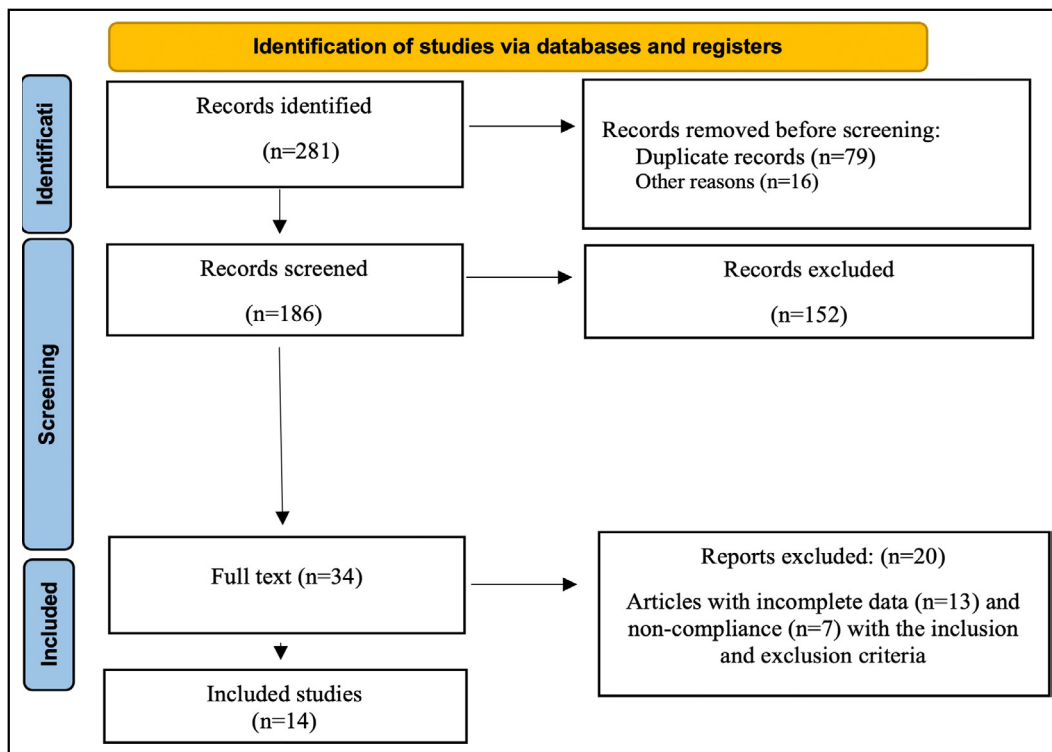 Identification of studies via databases and registers
Identificati
Records identified
(n=281)
Records removed before screening:
Duplicate records (n=79)
Other reasons (n=16)
Screening
Records screened
(n=186)
Records excluded
(n=152)
Full text (n=34)
Reports excluded: (n=20)
Articles with incomplete data (n=13) and
non-compliance (n=7) with the inclusion
and exclusion criteria
Included
Included studies
(n=14)